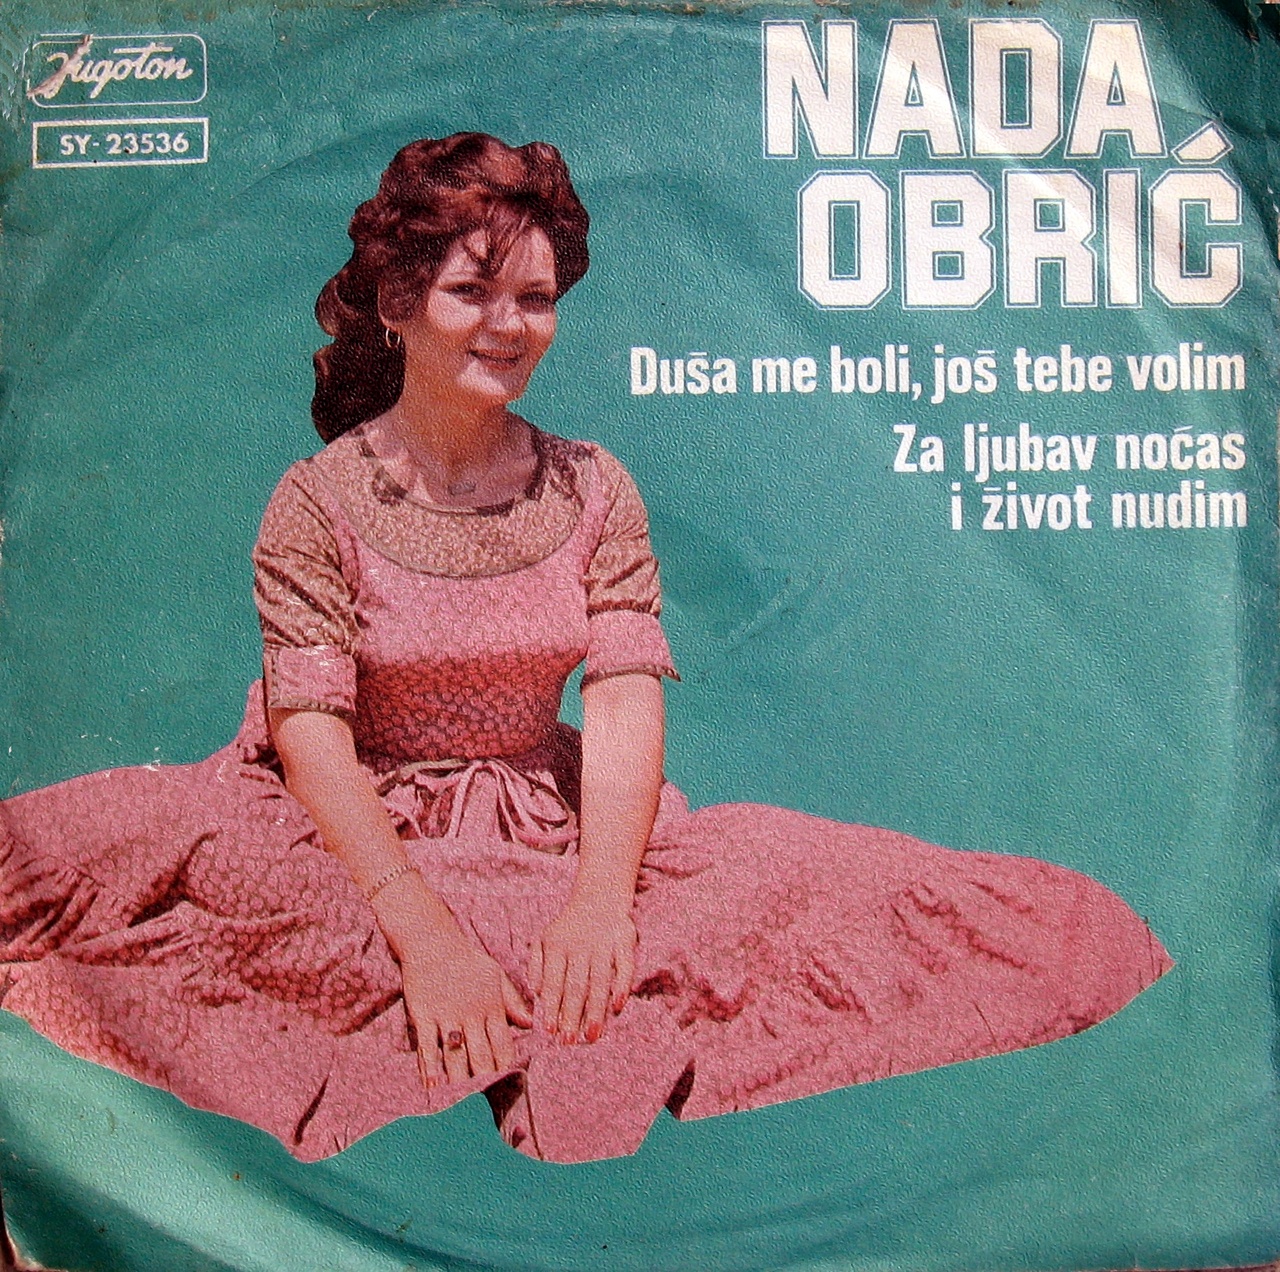 Jugoton
SY-23536
NADA
OBRIĆ
Duša me boli, još tebe volim
Za ljubav noćas
i život nudim